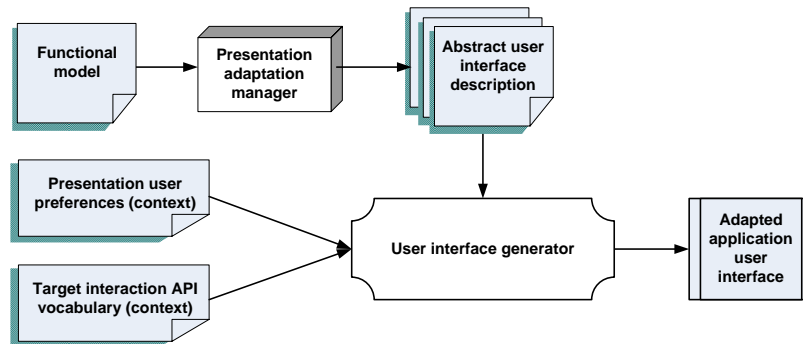 Functional
model
Presentation
adaptation
manager
Abstract user
interface
description
Presentation user
preferences (context)
User interface generator
Adapted
application
user
interface
Target interaction API
vocabulary (context)